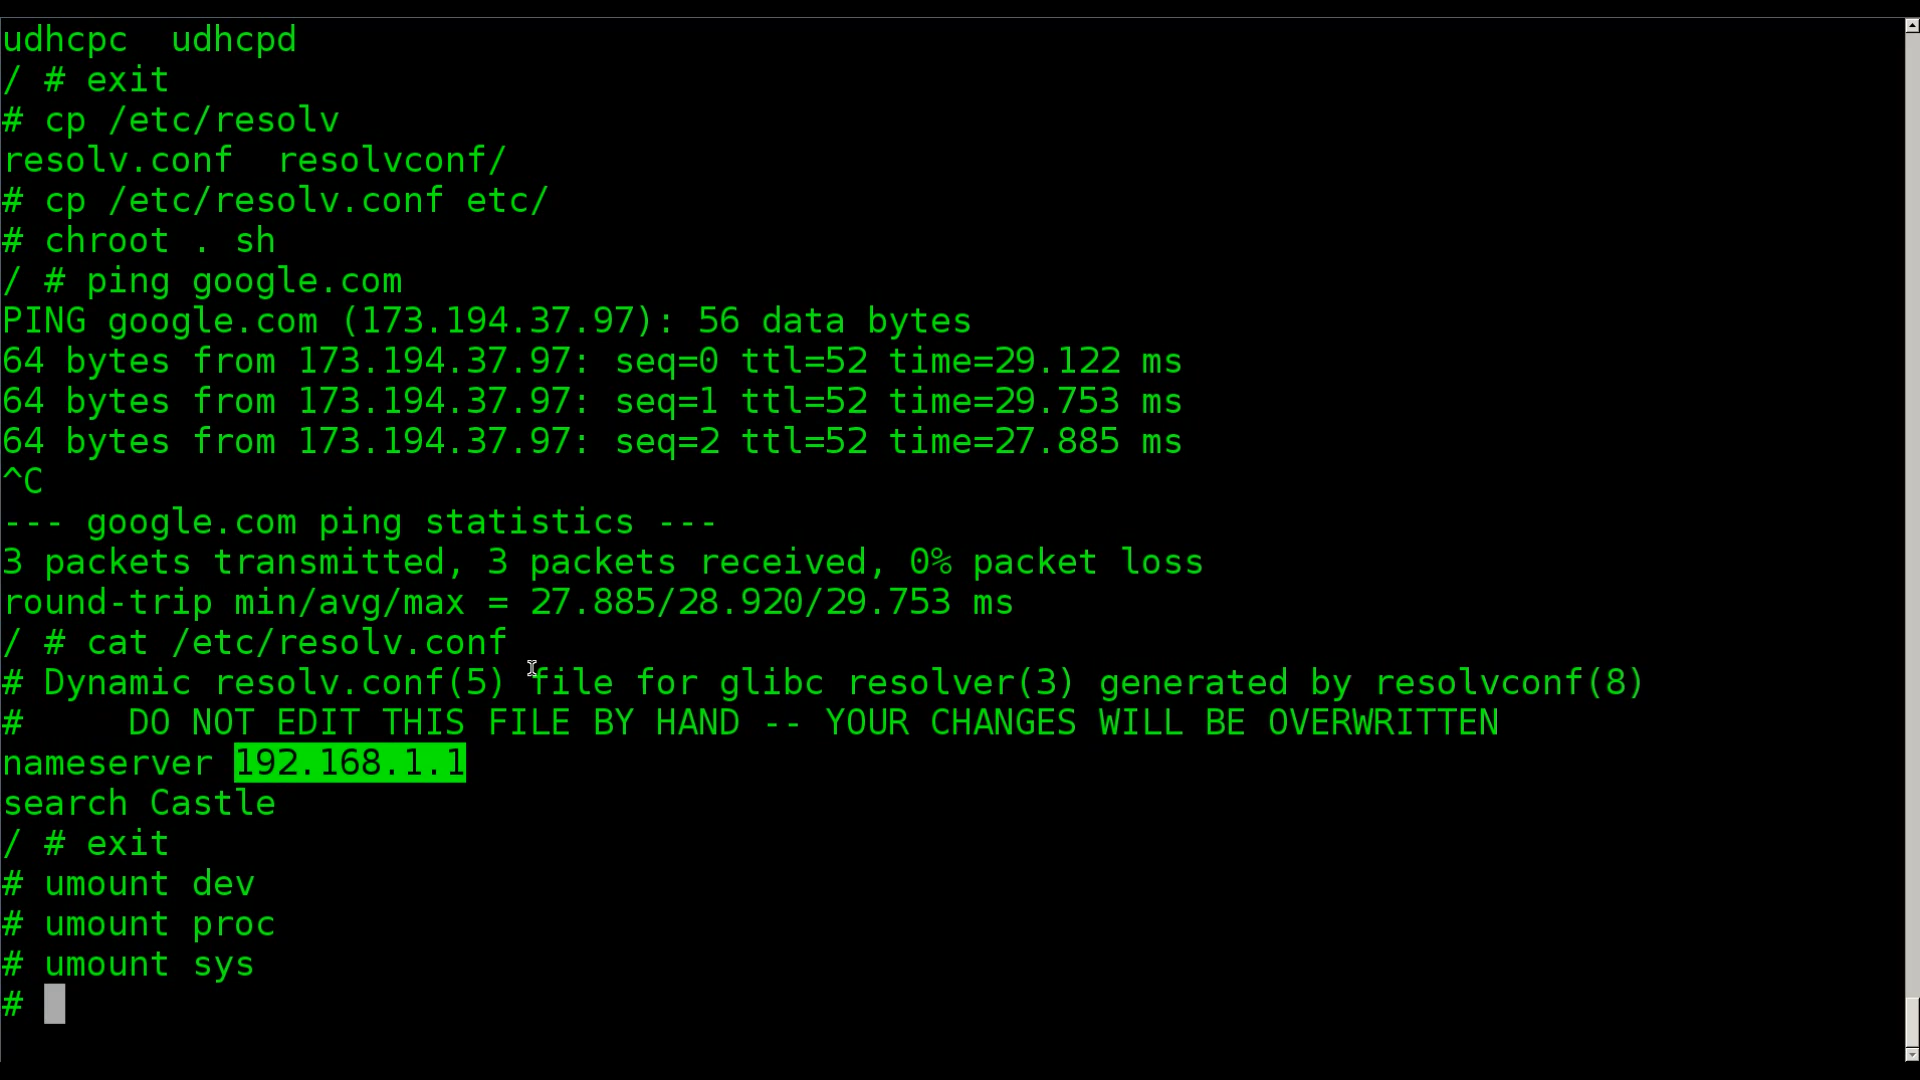 udhcpc  udhcpd
/ # exit
# cp /etc/resolv
resolv.conf  resolvconf/
# cp /etc/resolv.conf etc/
# chroot . sh
/ # ping google.com
PING google.com (173.194.37.97): 56 data bytes
64 bytes from 173.194.37.97: seq=0 ttl=52 time=29.122 ms
64 bytes from 173.194.37.97: seq=1 ttl=52 time=29.753 ms
64 bytes from 173.194.37.97: seq=2 ttl=52 time=27.885 ms
^C
--- google.com ping statistics ---
3 packets transmitted, 3 packets received, 0% packet loss
round-trip min/avg/max = 27.885/28.920/29.753 ms
/ # cat /etc/resolv.conf
# Dynamic resolv.conf(5) file for glibc resolver(3) generated by resolvconf(8)
#     DO NOT EDIT THIS FILE BY HAND -- YOUR CHANGES WILL BE OVERWRITTEN
nameserver 192.168.1.1
search Castle
/ # exit
# umount dev
# umount proc
# umount sys
#